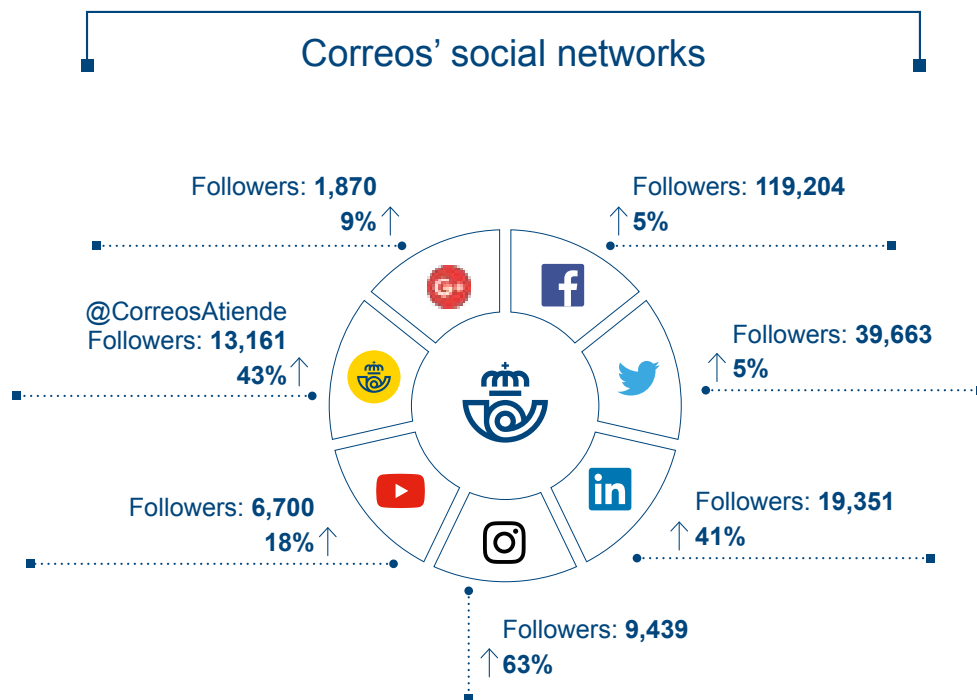 Correos’ social networks
Followers: 1,870
9% ↑
Followers: 119,204
↑ 5%
@CorreosAtiende
Followers: 13,161
43% ↑
Followers: 39,663
↑ 5%
Followers: 6,700
18% ↑
Followers: 19,351
↑ 41%
Followers: 9,439
↑ 63%
G+
f
in